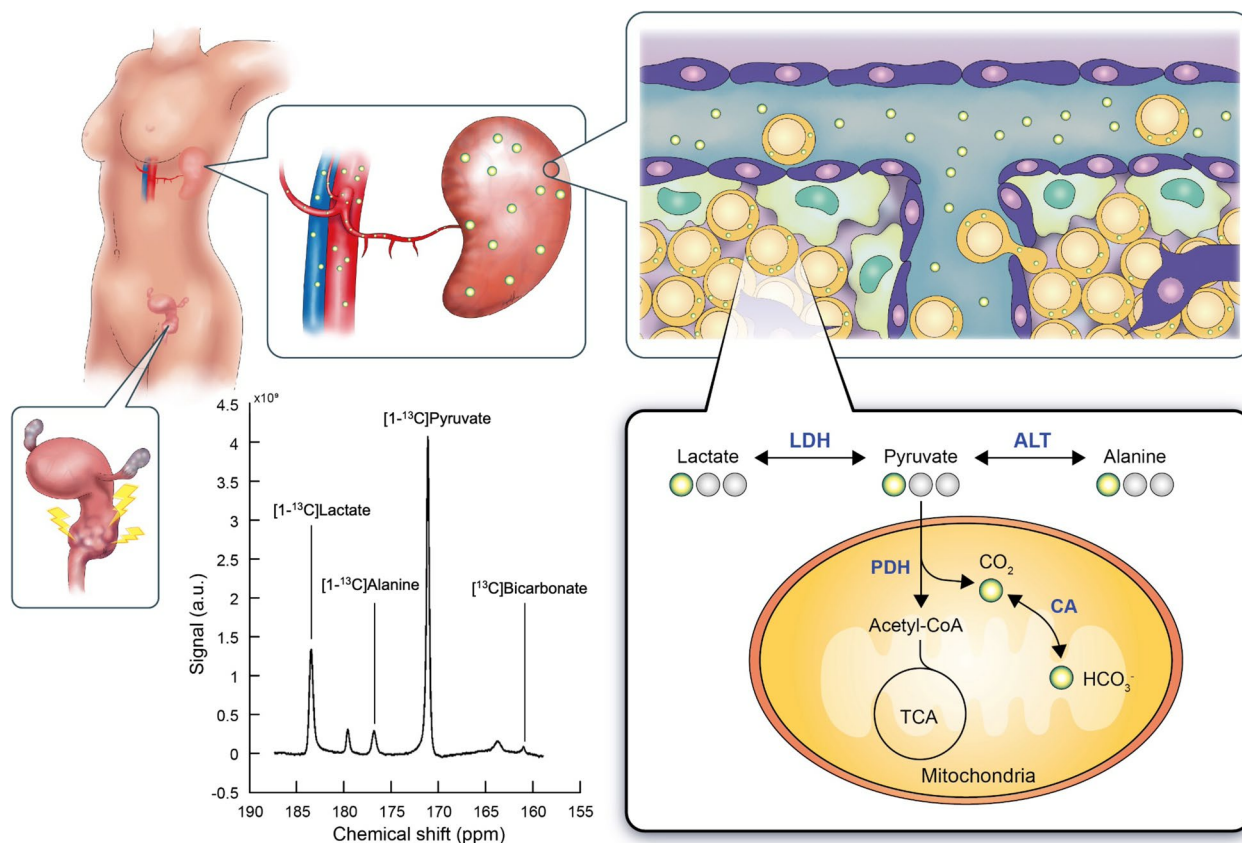 ×10⁹
4.5
4
3.5
3
2.5
2
1.5
1
0.5
0
-0.5
Signal (a.u.)
[1-¹³C]Pyruvate
[1-¹³C]Lactate
[1-¹³C]Alanine
[¹³C]Bicarbonate
190 185 180 175 170 165 160 155
Chemical shift (ppm)
LDH ALT
Lactate Pyruvate Alanine
PDH
CO₂
CA
Acetyl-CoA
HCO₃⁻
TCA
Mitochondria